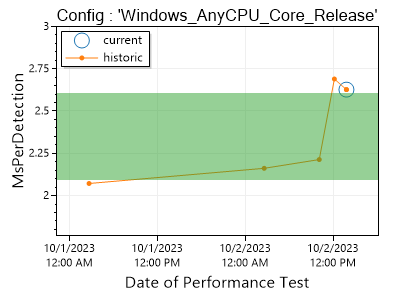 Config : 'Windows_AnyCPU_Core_Release'
current
historic
3
2.75
2.5
2.25
2
MsPerDetection
10/1/2023 10/1/2023 10/2/2023 10/2/2023
12:00 AM 12:00 PM 12:00 AM 12:00 PM
Date of Performance Test